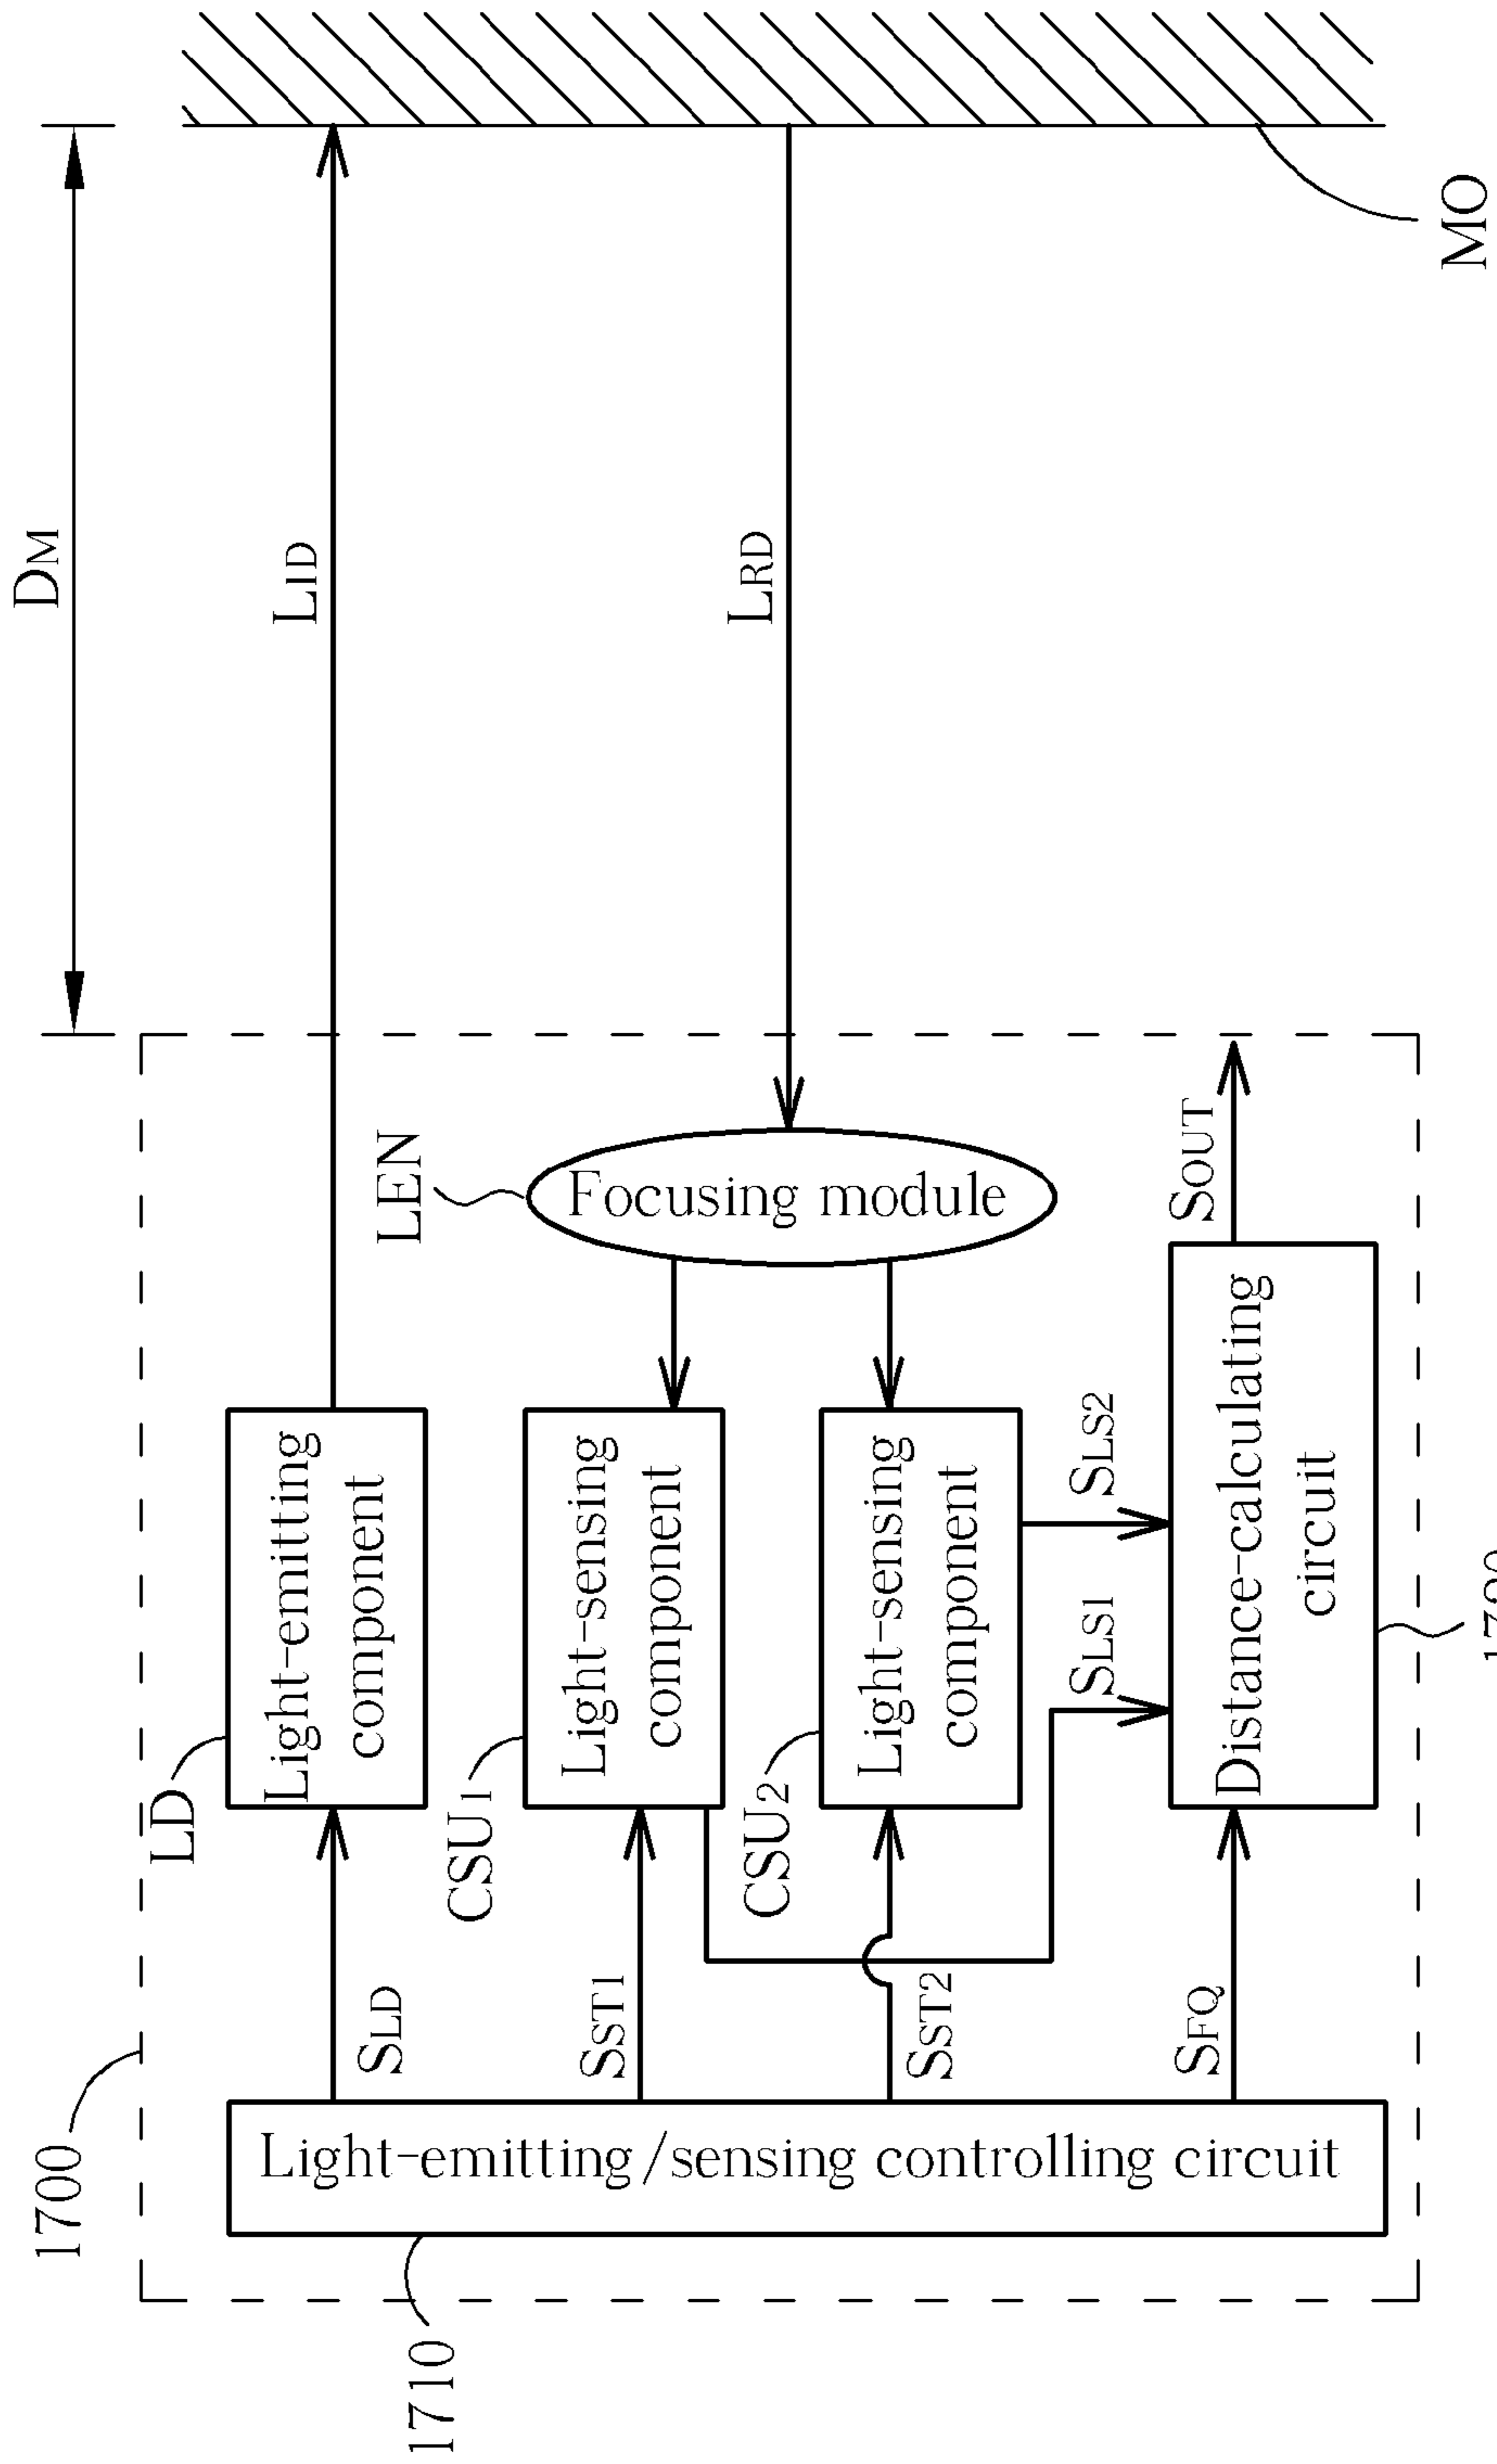 1700
1710
Light-emitting/sensing controlling circuit
SLD
SST1
SST2
SFQ
LD
Light-emitting
component
CSU1
Light-sensing
component
CSU2
Light-sensing
component
SLS1
SLS2
Distance-calculating
circuit
SOUT
LEN
Focusing module
DM
LID
LRD
MO